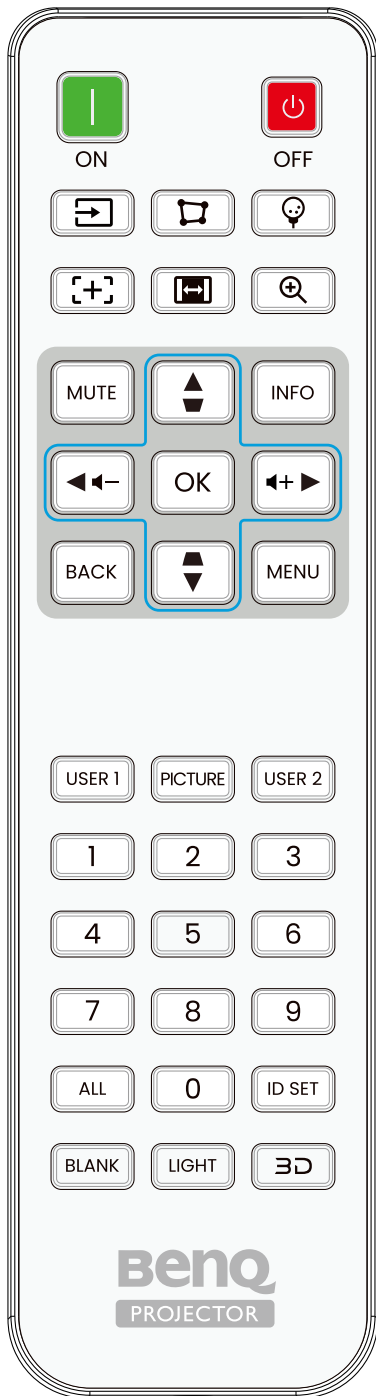 ON OFF
MUTE INFO
OK
BACK MENU
USER 1 PICTURE USER 2
1 2 3
4 5 6
7 8 9
ALL 0 ID SET
BLANK LIGHT 3D
BenQ
PROJECTOR